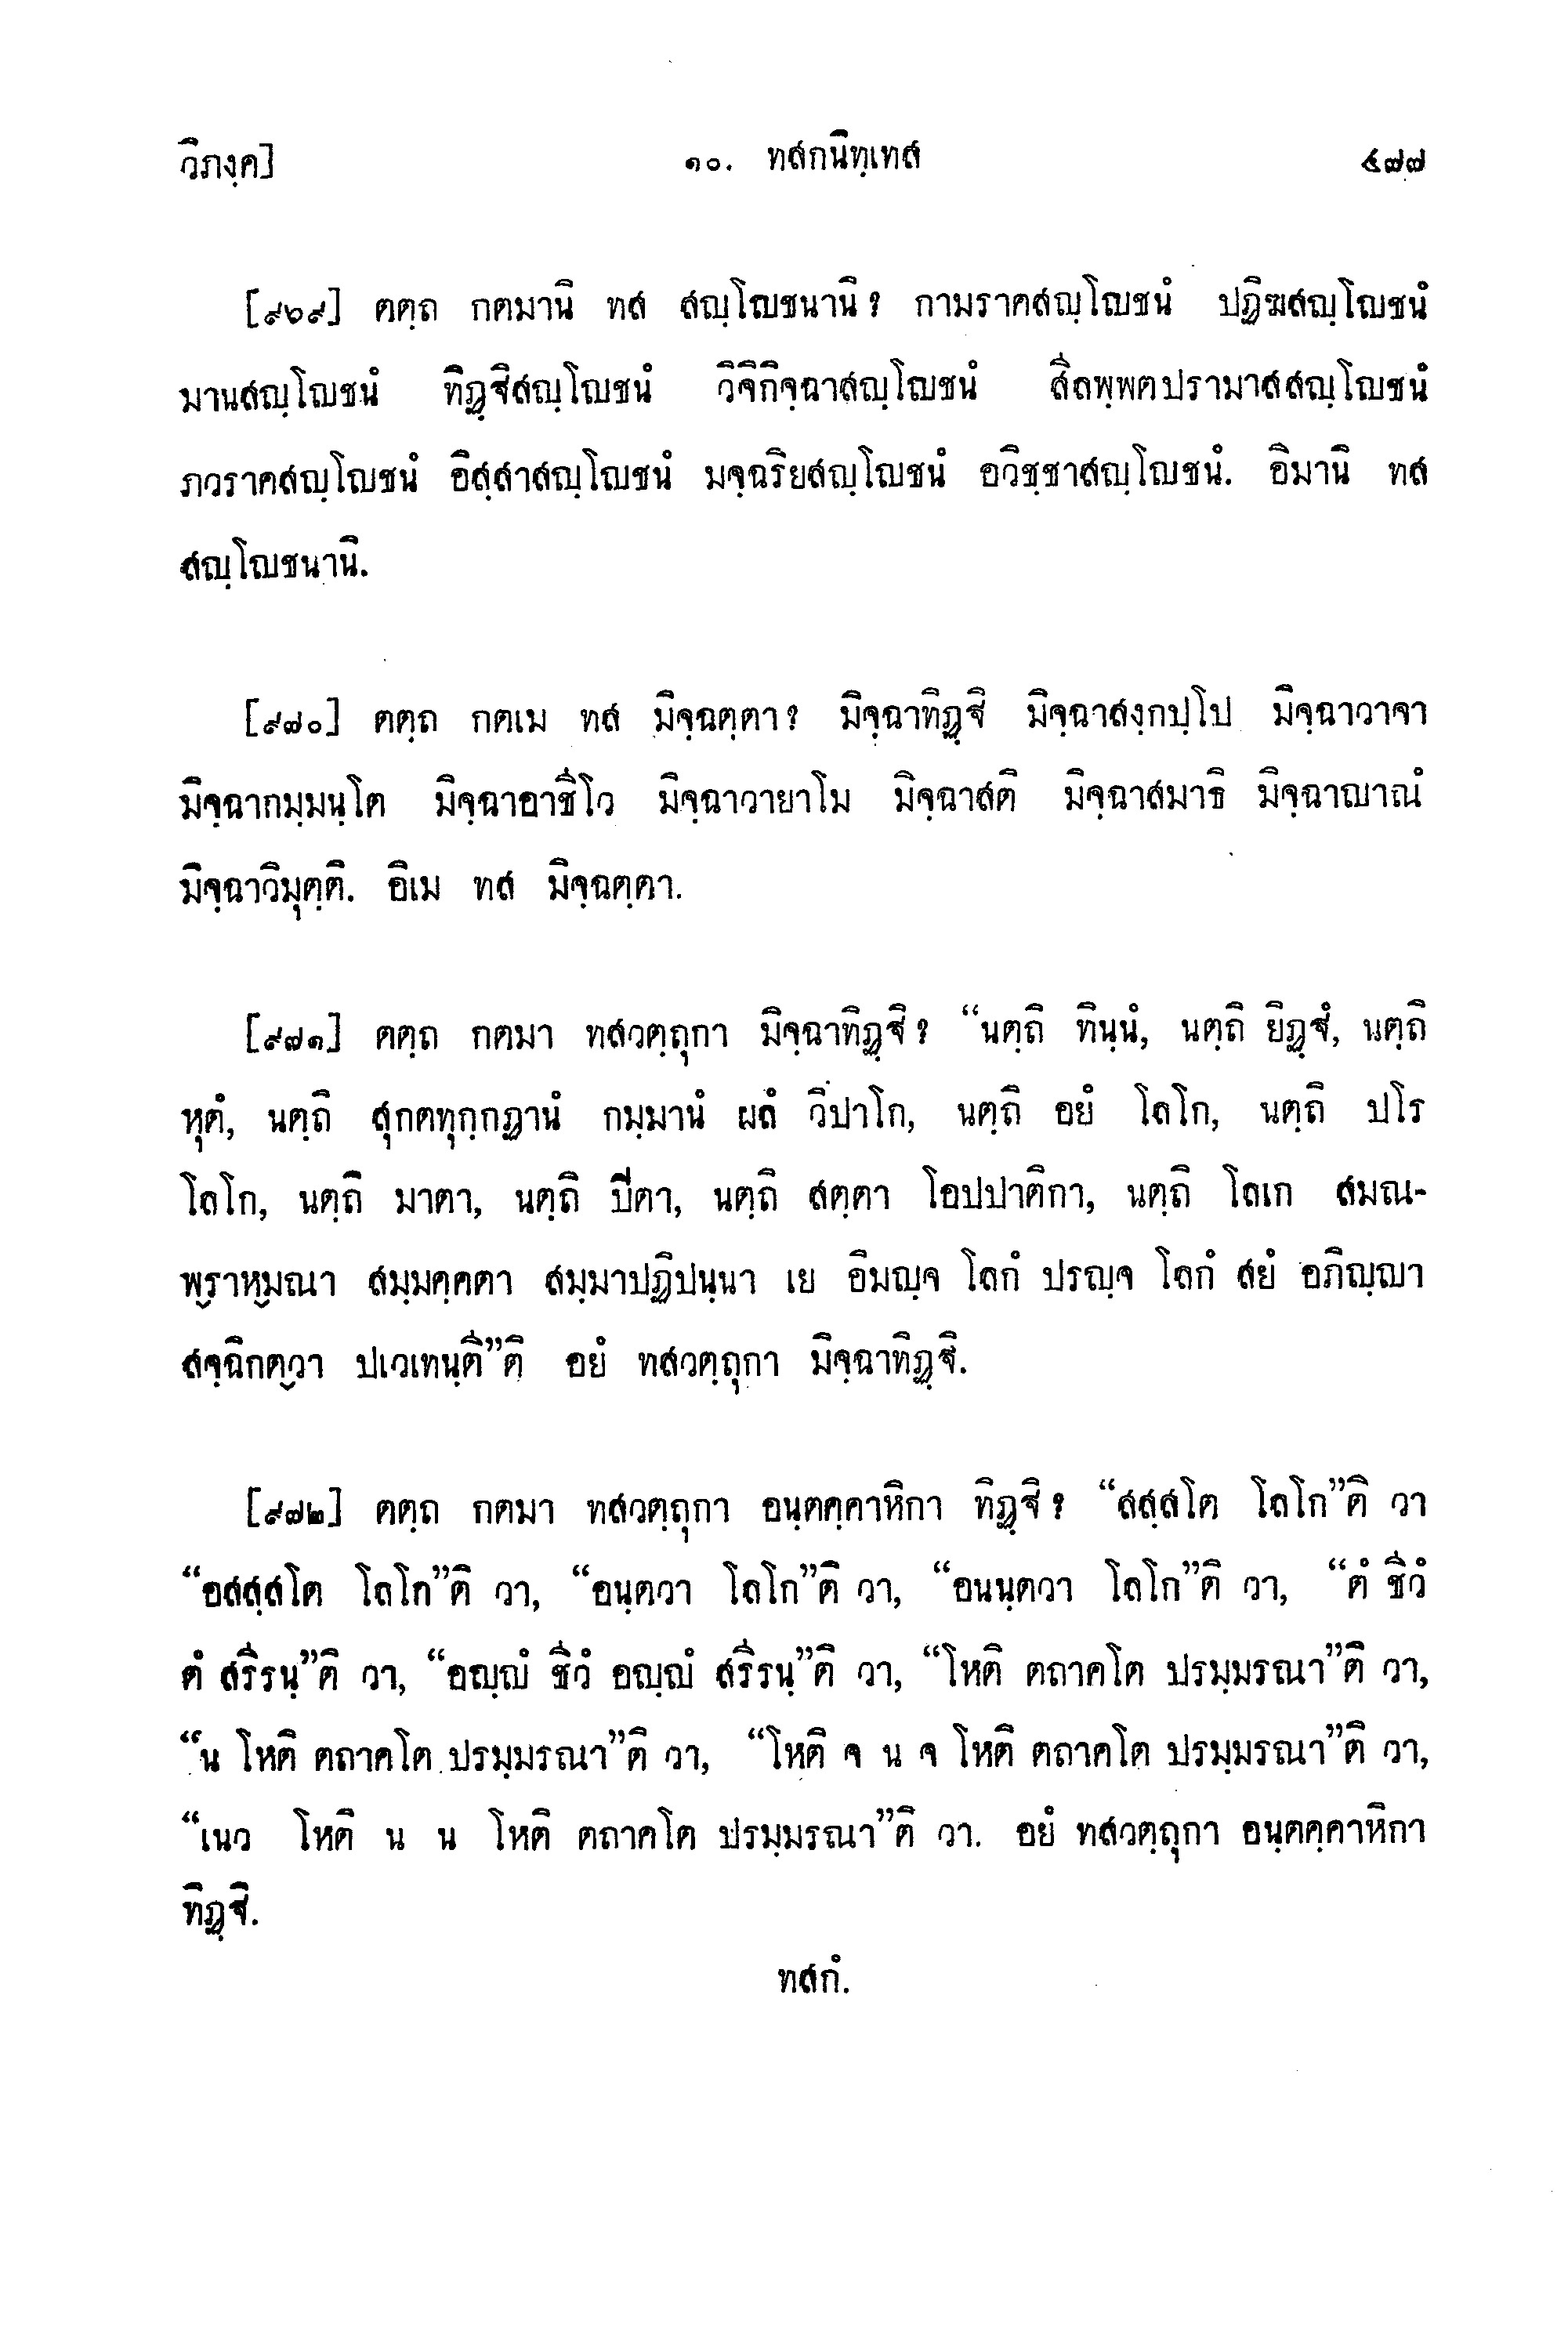 วิภงฺค]
๑๐. ทสกนิทฺเทส
๔๗๗
[๙๖๙] ตตฺถ กตมานิ ทส สญฺโญชนานิ? กามราคสญฺโญชนํ ปฏิฆสญฺโญชนํ
มานสญฺโญชนํ ทิฏฺฐิสญฺโญชนํ วิจิกิจฺฉาสญฺโญชนํ สีลพฺพตปรามาสสญฺโญชนํ
ภวราคสญฺโญชนํ อิสฺสาสญฺโญชนํ มจฺฉริยสญฺโญชนํ อวิชฺชาสญฺโญชนํ. อิมานิ ทส
สญฺโญชนานิ.
[๙๗๐] ตตฺถ กตเม ทส มิจฺฉตฺตา? มิจฺฉาทิฏฺฐิ มิจฺฉาสงฺกปฺโป มิจฺฉาวาจา
มิจฺฉากมฺมนฺโต มิจฺฉาอาชีโว มิจฺฉาวายาโม มิจฺฉาสติ มิจฺฉาสมาธิ มิจฺฉาญาณํ
มิจฺฉาวิมุตฺติ. อิเม ทส มิจฺฉตฺตา.
[๙๗๑] ตตฺถ กตมา ทสวตฺถุกา มิจฺฉาทิฏฺฐิ? “นตฺถิ ทินฺนํ, นตฺถิ ยิฏฺฐํ, นตฺถิ
หุตํ, นตฺถิ สุกตทุกฺกฏานํ กมฺมานํ ผลํ วิปาโก, นตฺถิ อยํ โลโก, นตฺถิ ปโร
โลโก, นตฺถิ มาตา, นตฺถิ ปิตา, นตฺถิ สตฺตา โอปปาติกา, นตฺถิ โลเก สมณ-
พฺราหฺมณา สมฺมคฺคตา สมฺมาปฏิปนฺนา เย อิมญฺจ โลกํ ปรญฺจ โลกํ สยํ อภิญฺญา
สจฺฉิกตฺวา ปเวเทนฺตี”ติ อยํ ทสวตฺถุกา มิจฺฉาทิฏฺฐิ.
[๙๗๒] ตตฺถ กตมา ทสวตฺถุกา อนฺตคฺคาหิกา ทิฏฺฐิ? “สสฺสโต โลโก”ติ วา
“อสสฺสโต โลโก”ติ วา, “อนฺตวา โลโก”ติ วา, “อนนฺตวา โลโก”ติ วา, “ตํ ชีวํ
ตํ สรีรนฺ”ติ วา, “อญฺญํ ชีวํ อญฺญํ สรีรนฺ”ติ วา, “โหติ ตถาคโต ปรมฺมรณา”ติ วา,
“น โหติ ตถาคโต ปรมฺมรณา”ติ วา, “โหติ จ น จ โหติ ตถาคโต ปรมฺมรณา”ติ วา,
“เนว โหติ น น โหติ ตถาคโต ปรมฺมรณา”ติ วา. อยํ ทสวตฺถุกา อนฺตคฺคาหิกา
ทิฏฺฐิ.
ทสกํ.